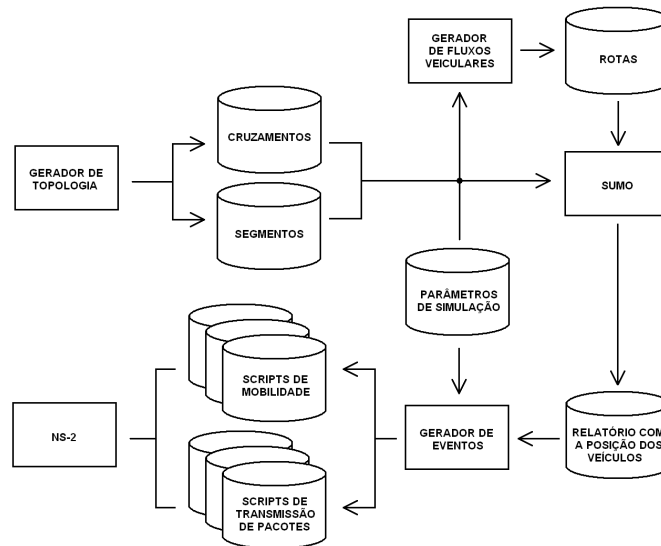 GERADOR
DE FLUXOS
VEICULARES
ROTAS
CRUZAMENTOS
GERADOR DE
TOPOLOGIA
SUMO
SEGMENTOS
PARÂMETROS
DE SIMULAÇÃO
SCRIPTS DE
MOBILIDADE
NS-2
GERADOR DE
EVENTOS
RELATÓRIO COM
A POSIÇÃO DOS
VEÍCULOS
SCRIPTS DE
TRANSMISSÃO
DE PACOTES